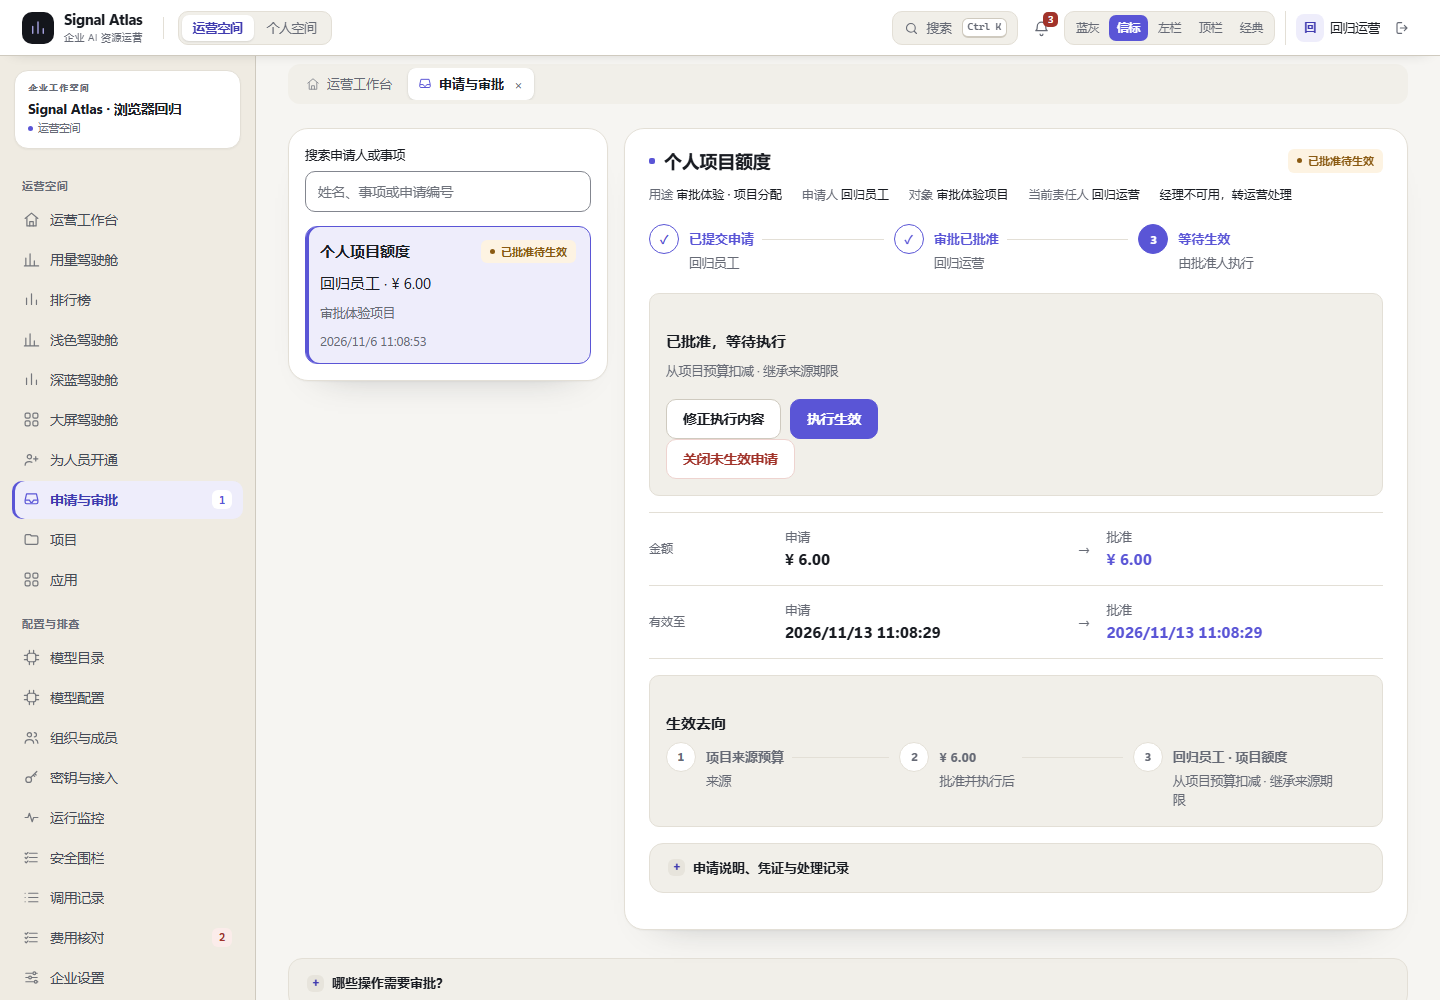 Signal Atlas
企业 AI 资源运营
运营空间
个人空间
搜索
Ctrl K
3
蓝灰
信标
左栏
顶栏
经典
回
回归运营
企业工作空间
Signal Atlas · 浏览器回归
运营空间
运营空间
运营工作台
用量驾驶舱
排行榜
浅色驾驶舱
深蓝驾驶舱
大屏驾驶舱
为人员开通
申请与审批
1
项目
应用
配置与排查
模型目录
模型配置
组织与成员
密钥与接入
运行监控
安全围栏
调用记录
费用核对
2
企业设置
运营工作台
申请与审批 ×
搜索申请人或事项
姓名、事项或申请编号
个人项目额度
已批准待生效
回归员工 · ¥ 6.00
审批体验项目
2026/11/6 11:08:53
个人项目额度
已批准待生效
用途 审批体验 · 项目分配
申请人 回归员工
对象 审批体验项目
当前责任人 回归运营
经理不可用，转运营处理
✓
已提交申请
回归员工
✓
审批已批准
回归运营
3
等待生效
由批准人执行
已批准，等待执行
从项目预算扣减 · 继承来源期限
修正执行内容
执行生效
关闭未生效申请
金额
申请
¥ 6.00
→
批准
¥ 6.00
有效至
申请
2026/11/13 11:08:29
→
批准
2026/11/13 11:08:29
生效去向
1
项目来源预算
来源
2
¥ 6.00
批准并执行后
3
回归员工 · 项目额度
从项目预算扣减 · 继承来源期
限
+ 申请说明、凭证与处理记录
+ 哪些操作需要审批？